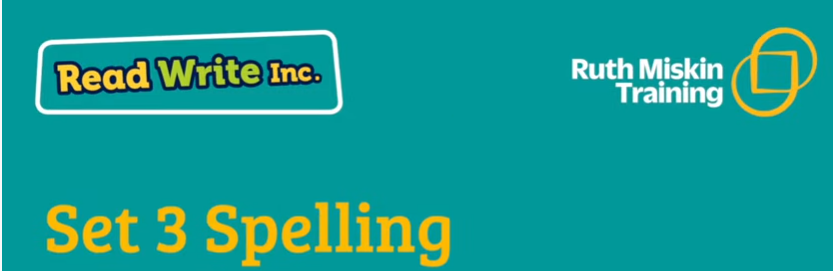 Read Write Inc.
Ruth Miskin
Training
Set 3 Spelling